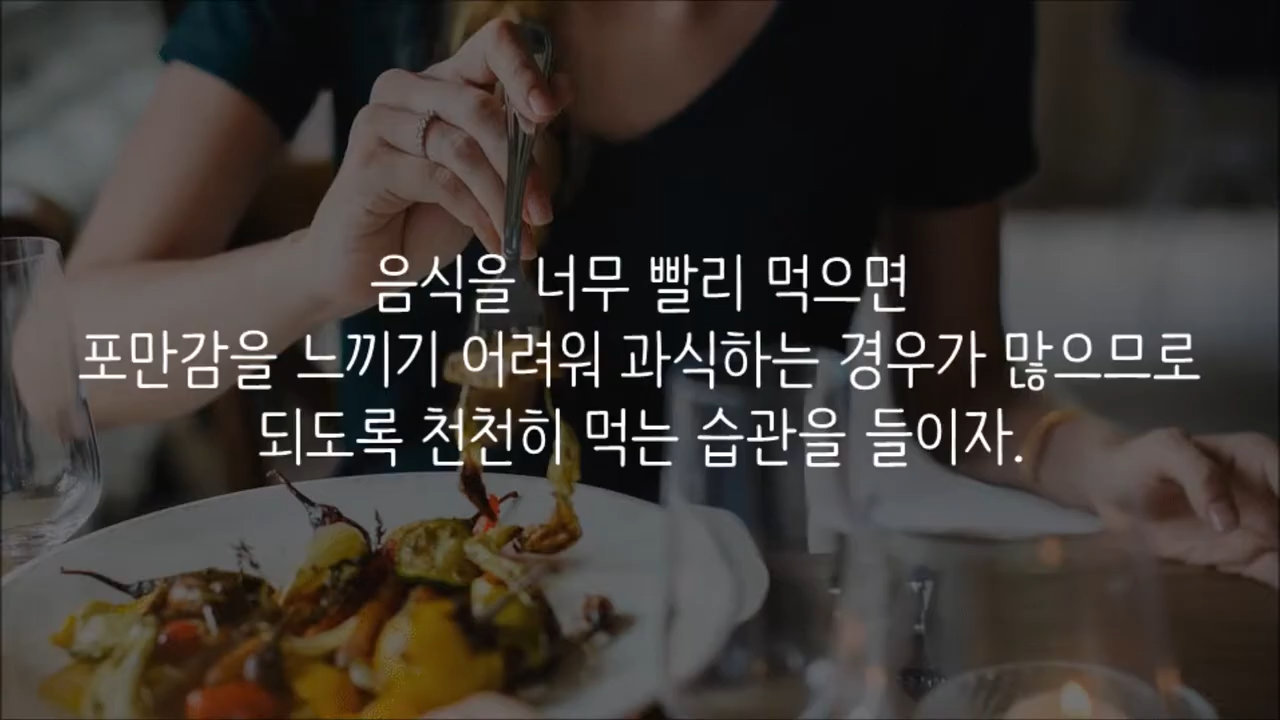 음식을 너무 빨리 먹으면
포만감을 느끼기 어려워 과식하는 경우가 많으므로
되도록 천천히 먹는 습관을 들이자.